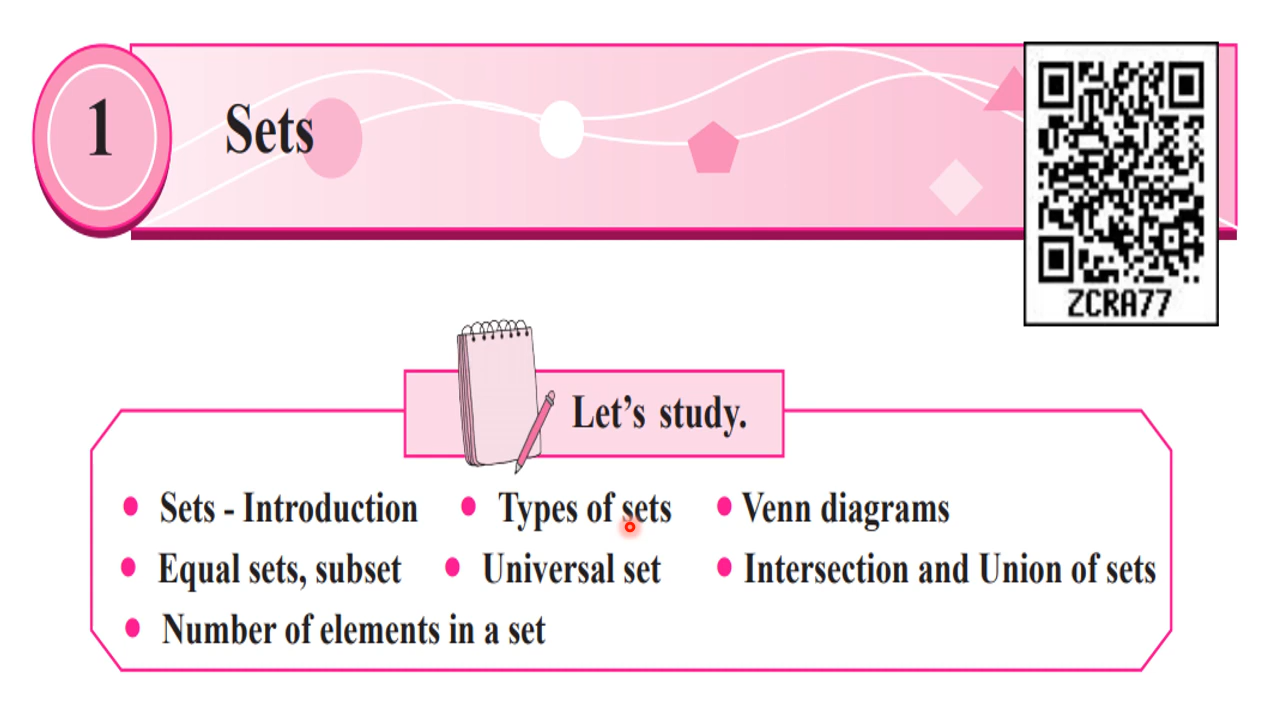 1
Sets
ZCRA77
Let's study.
• Sets - Introduction • Types of sets • Venn diagrams
• Equal sets, subset • Universal set • Intersection and Union of sets
• Number of elements in a set